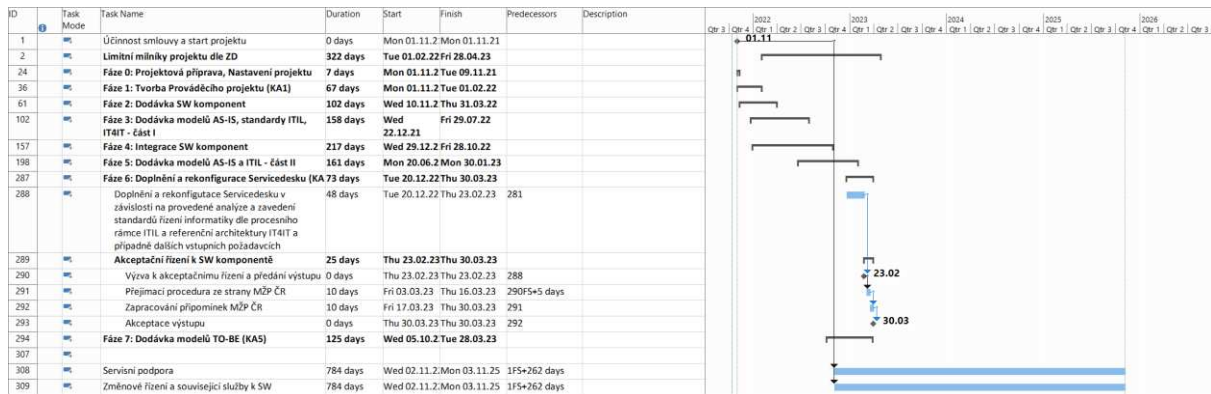 ID Task Mode Task Name Duration Start Finish Predecessors Description
2022 2023 2024 2025 2026
Qtr 3 Qtr 4 Qtr 1 Qtr 2 Qtr 3 Qtr 4 Qtr 1 Qtr 2 Qtr 3 Qtr 4 Qtr 1 Qtr 2 Qtr 3 Qtr 4 Qtr 1 Qtr 2 Qtr 3 Qtr 4 Qtr 1 Qtr 2 Qtr 3
1 Účinnost smlouvy a start projektu 0 days Mon 01.11.2 Mon 01.11.21 01.11
2 Limitní milníky projektu dle ZD 322 days Tue 01.02.22 Fri 28.04.23
24 Fáze 0: Projektová příprava, Nastavení projektu 7 days Mon 01.11.2 Tue 09.11.21
36 Fáze 1: Tvorba Prováděcího projektu (KA1) 67 days Mon 01.11.2 Tue 01.02.22
61 Fáze 2: Dodávka SW komponent 102 days Wed 10.11.2 Thu 31.03.22
102 Fáze 3: Dodávka modelů AS-IS, standardy ITIL, 158 days Wed Fri 29.07.22
IT4IT - část I 22.12.21
157 Fáze 4: Integrace SW komponent 217 days Wed 29.12.2 Fri 28.10.22
198 Fáze 5: Dodávka modelů AS-IS a ITIL - část II 161 days Mon 20.06.2 Mon 30.01.23
287 Fáze 6: Doplnění a rekonfigurace Servicedesku (KA 73 days Tue 20.12.22 Thu 30.03.23
288 Doplnění a rekonfigutace Servicedesku v 48 days Tue 20.12.22 Thu 23.02.23 281
závislosti na provedené analýze a zavedení
standardů řízení informatiky dle procesního
rámce ITIL a referenční architektury IT4IT a
případně dalších vstupních požadavcích
289 Akceptační řízení k SW komponentě 25 days Thu 23.02.23 Thu 30.03.23
290 Výzva k akceptačnímu řízení a předání výstupu 0 days Thu 23.02.23 Thu 23.02.23 288 23.02
291 Přejímací procedura ze strany MŽP ČR 10 days Fri 03.03.23 Thu 16.03.23 290FS+5 days
292 Zapracování připomínek MŽP ČR 10 days Fri 17.03.23 Thu 30.03.23 291
293 Akceptace výstupu 0 days Thu 30.03.23 Thu 30.03.23 292 30.03
294 Fáze 7: Dodávka modelů TO-BE (KA5) 125 days Wed 05.10.2 Tue 28.03.23
307
308 Servisní podpora 784 days Wed 02.11.2 Mon 03.11.25 1FS+262 days
309 Změnové řízení a související služby k SW 784 days Wed 02.11.2 Mon 03.11.25 1FS+262 days